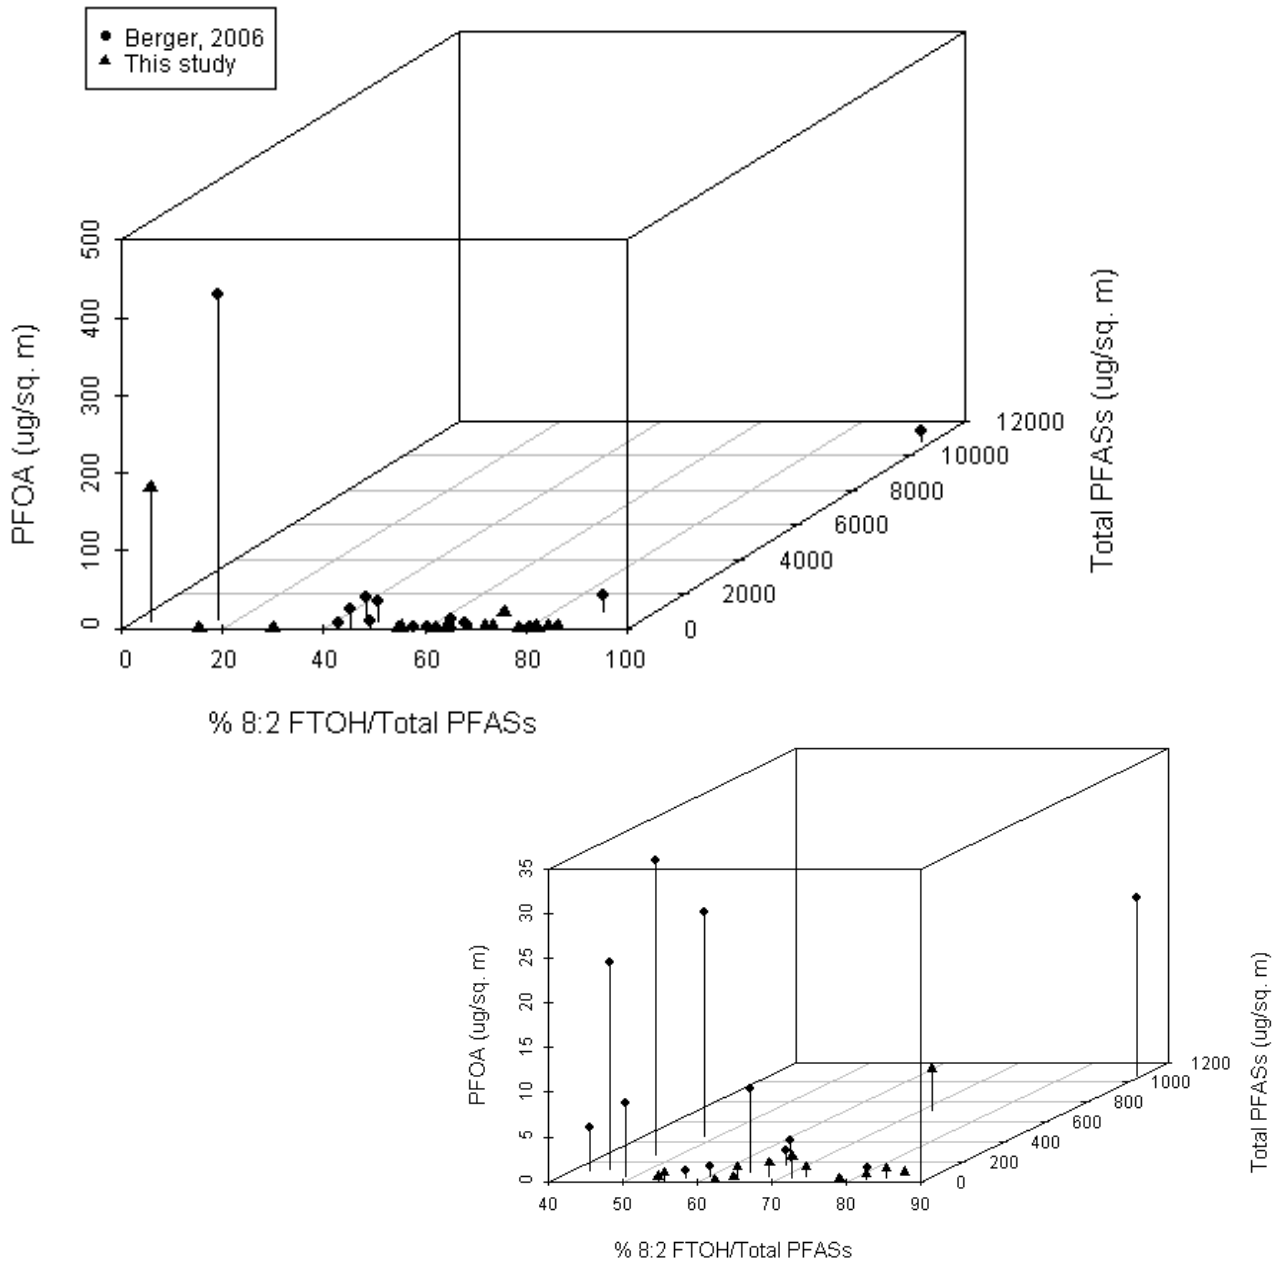 Berger, 2006
This study
PFOA (ug/sq. m)
500
400
300
200
100
0
0 20 40 60 80 100
% 8:2 FTOH/Total PFASs
12000
10000
8000
6000
4000
2000
0
Total PFASs (ug/sq. m)
PFOA (ug/sq. m)
35
30
25
20
15
10
5
0
40 50 60 70 80 90
% 8:2 FTOH/Total PFASs
1200
1000
800
600
400
200
0
Total PFASs (ug/sq. m)